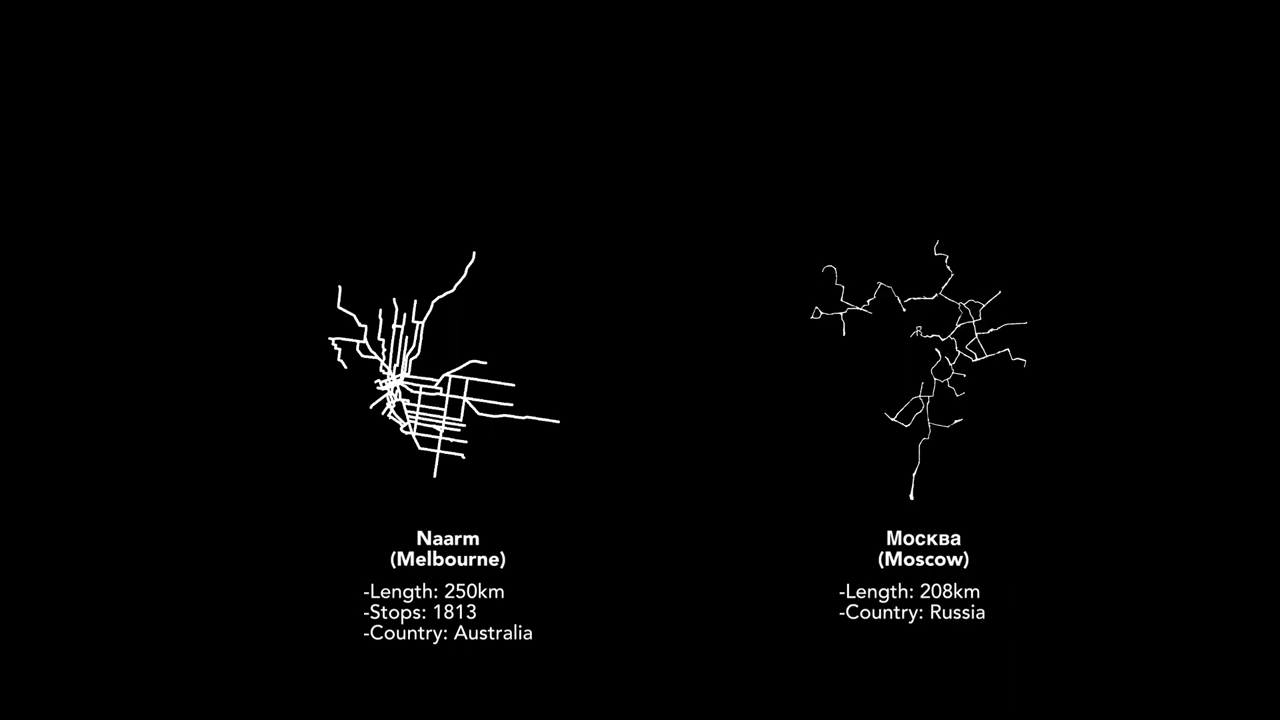 Naarm
(Melbourne)
-Length: 250km
-Stops: 1813
-Country: Australia
Москва
(Moscow)
-Length: 208km
-Country: Russia